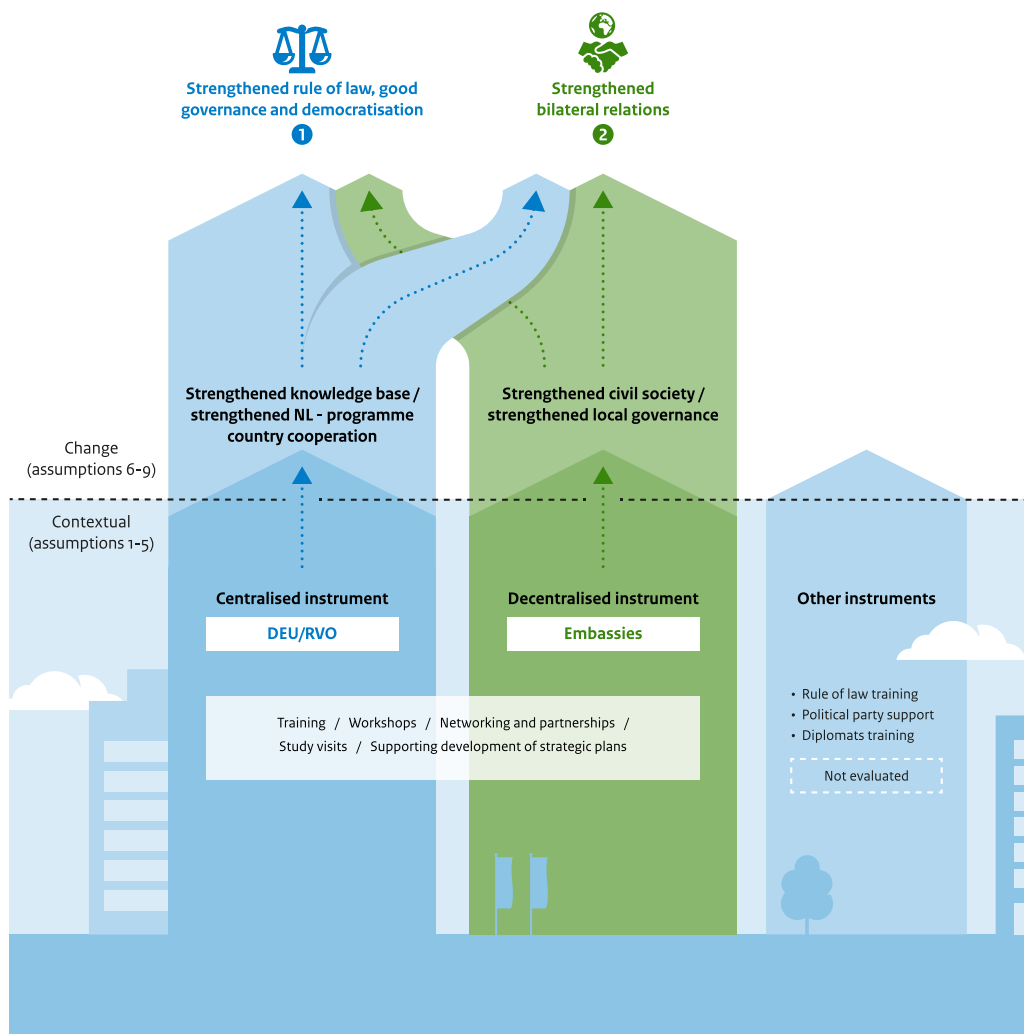 Strengthened rule of law, good
governance and democratisation
1
Strengthened
bilateral relations
2
Strengthened knowledge base /
strengthened NL - programme
country cooperation
Strengthened civil society /
strengthened local governance
Change
(assumptions 6-9)
Contextual
(assumptions 1-5)
Centralised instrument
DEU/RVO
Decentralised instrument
Embassies
Other instruments
Training / Workshops / Networking and partnerships /
Study visits / Supporting development of strategic plans
• Rule of law training
• Political party support
• Diplomats training
Not evaluated